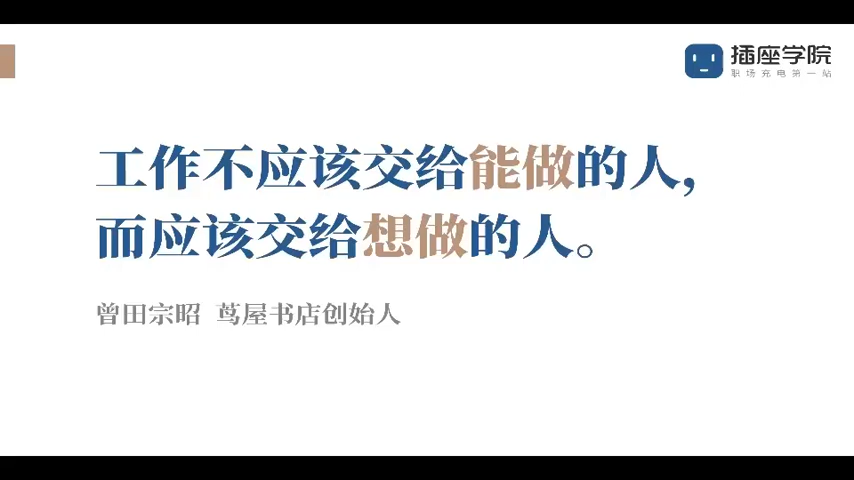 插座学院
职场充电第一站
工作不应该交给能做的人,
而应该交给想做的人。
曾田宗昭 茑屋书店创始人